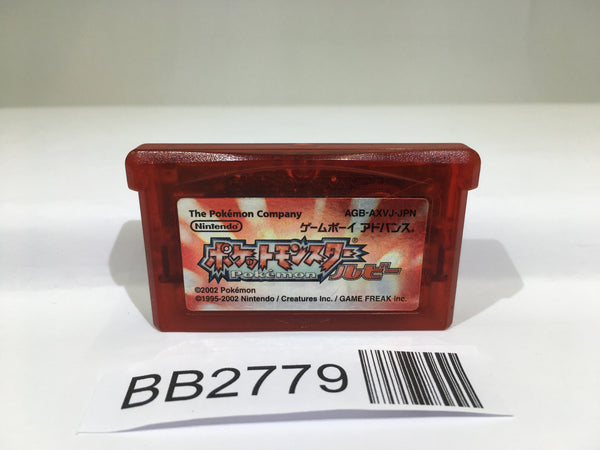 The Pokémon Company AGB-AXVJ-JPN
Nintendo® ゲームボーイ アドバンス®
ポケットモンスター®
Pokémon ルビー
©2002 Pokémon
©1995-2002 Nintendo / Creatures inc. / GAME FREAK inc.
BB2779